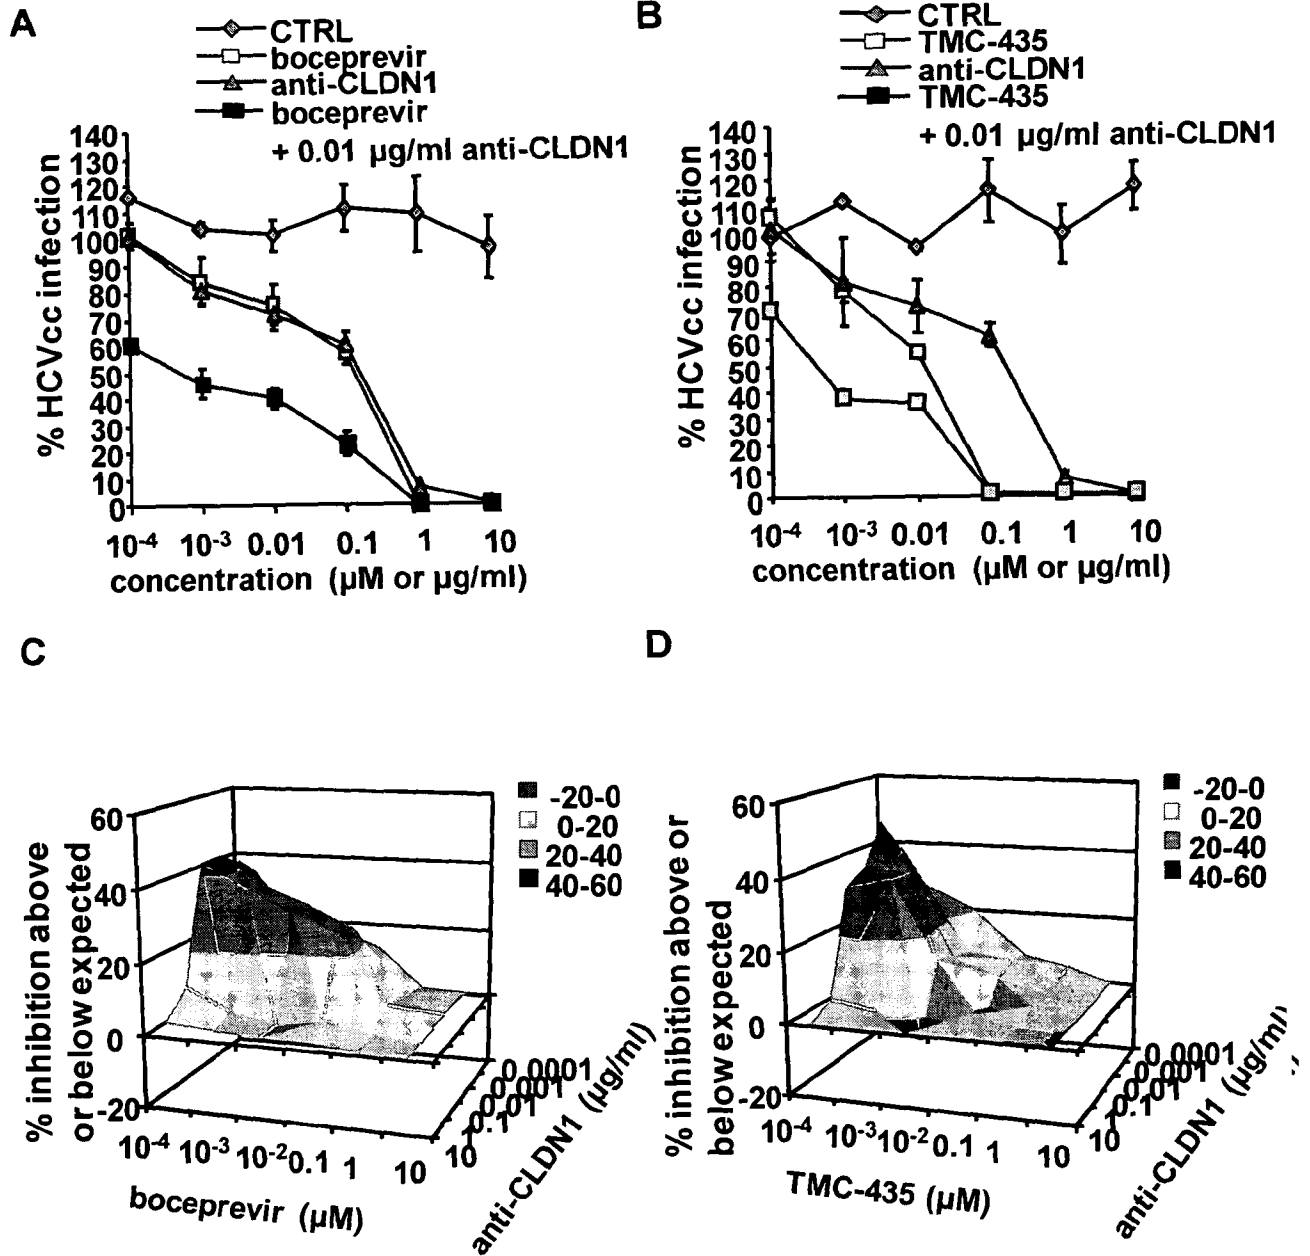 A
CTRL
boceprevir
anti-CLDN1
boceprevir
+ 0.01 µg/ml anti-CLDN1
% HCVcc infection
140
130
120
110
100
90
80
70
60
50
40
30
20
10
0
10-4 10-3 0.01 0.1 1 10
concentration (µM or µg/ml)
B
CTRL
TMC-435
anti-CLDN1
TMC-435
+ 0.01 µg/ml anti-CLDN1
% HCVcc infection
140
130
120
110
100
90
80
70
60
50
40
30
20
10
0
10-4 10-3 0.01 0.1 1 10
concentration (µM or µg/ml)
C
% inhibition above
or below expected
60
40
20
0
-20
-20-0
0-20
20-40
40-60
10-4 10-3 10-2 0.1 1 10
boceprevir (µM)
0.0001
0.001
0.01
0.1
1
10
anti-CLDN1 (µg/ml)
D
% inhibition above or
below expected
60
40
20
0
-20
-20-0
0-20
20-40
40-60
10-4 10-3 10-2 0.1 1 10
TMC-435 (µM)
0.0001
0.001
0.01
0.1
1
10
anti-CLDN1 (µg/ml)